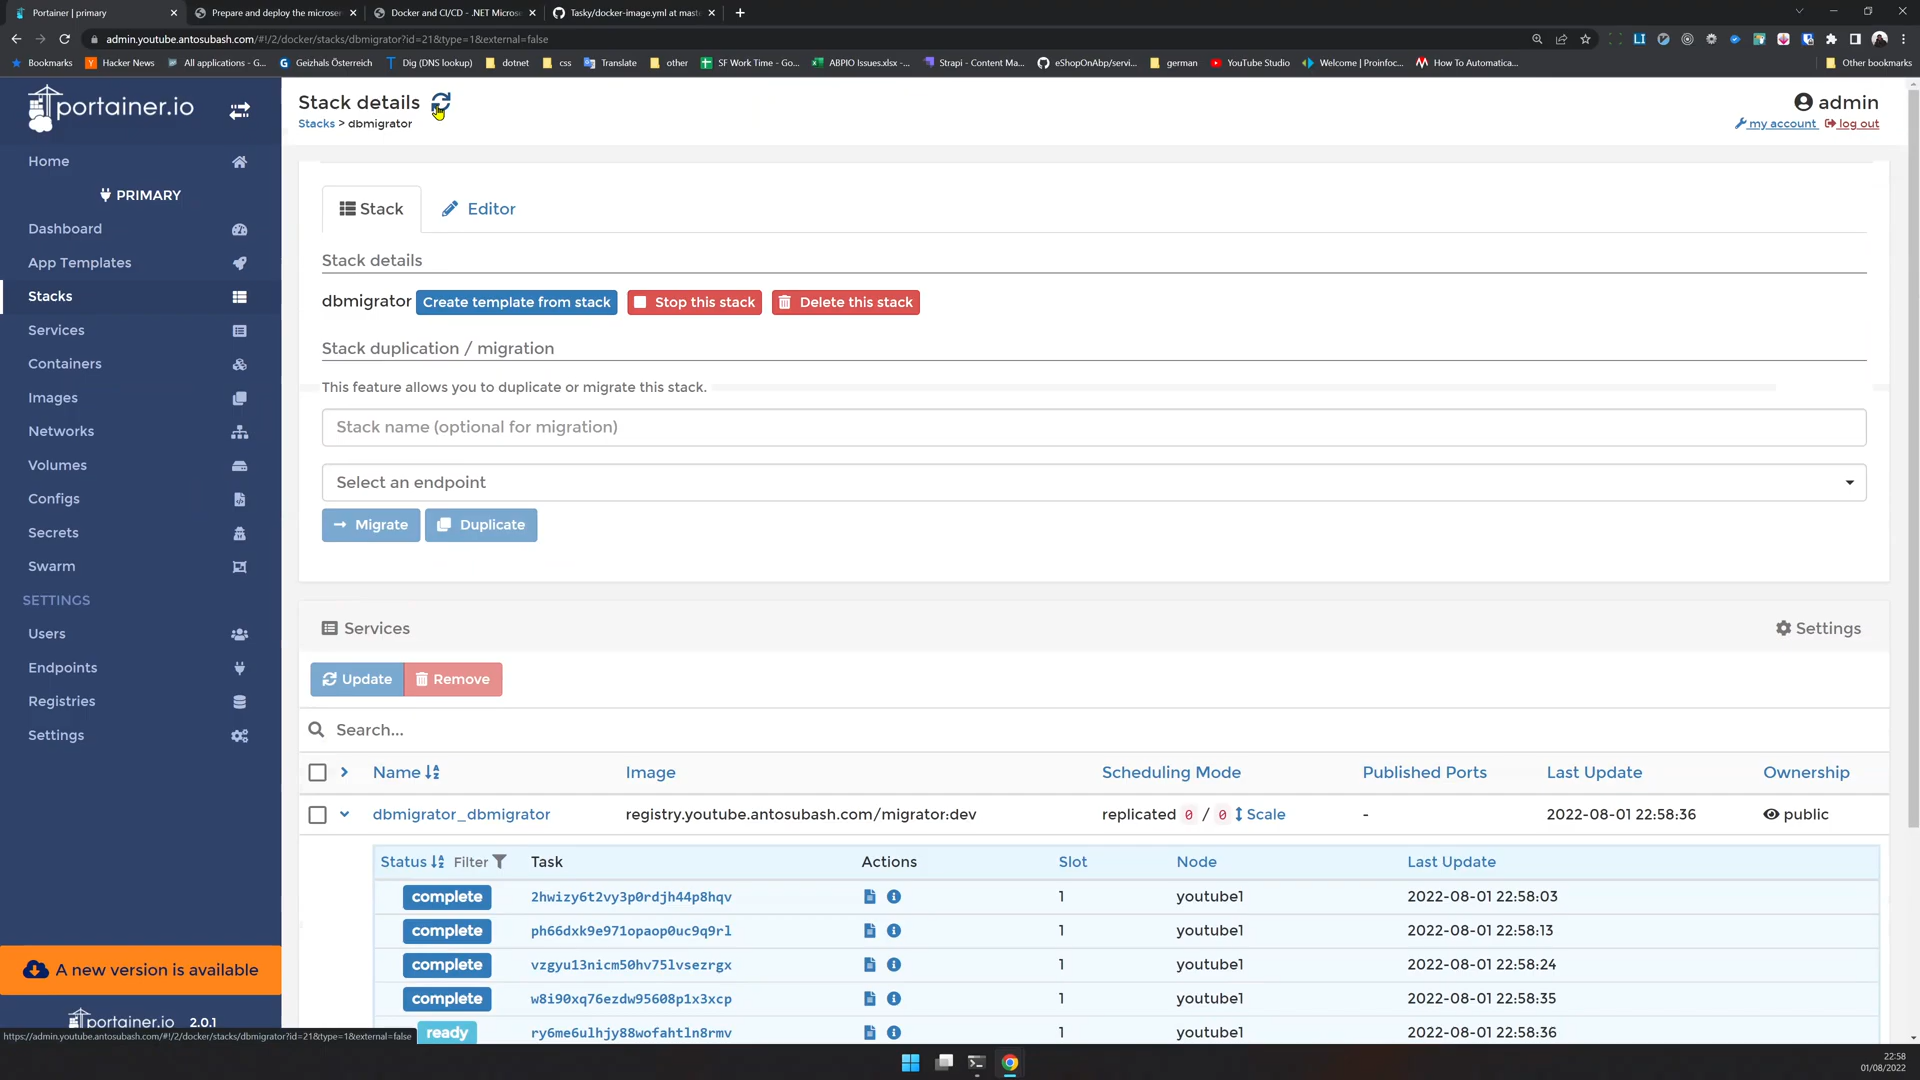 Portainer | primary
Prepare and deploy the microser
Docker and CI/CD - .NET Micros
Tasky/docker-image.yml at mast
admin.youtube.antosubash.com/#!/2/docker/stacks/dbmigrator?id=21&type=1&external=false
Bookmarks
Hacker News
All applications - G...
Geizhals Österreich
Dig (DNS lookup)
dotnet
css
Translate
other
SF Work Time - Go...
ABPIO Issues.xlsx -...
Strapi - Content Ma...
eShopOnAbp/servi...
german
YouTube Studio
Welcome | Proinfoc...
How To Automatica...
Other bookmarks
portainer.io
Stack details
Stacks > dbmigrator
admin
my account
log out
Home
PRIMARY
Dashboard
App Templates
Stacks
Services
Containers
Images
Networks
Volumes
Configs
Secrets
Swarm
SETTINGS
Users
Endpoints
Registries
Settings
A new version is available
portainer.io 2.0.1
Stack
Editor
Stack details
dbmigrator
Create template from stack
Stop this stack
Delete this stack
Stack duplication / migration
This feature allows you to duplicate or migrate this stack.
Stack name (optional for migration)
Select an endpoint
Migrate
Duplicate
Services
Settings
Update
Remove
Search...
Name Image Scheduling Mode Published Ports Last Update Ownership
dbmigrator_dbmigrator registry.youtube.antosubash.com/migrator:dev replicated 0 / 0 Scale - 2022-08-01 22:58:36 public
Status Filter Task Actions Slot Node Last Update
complete 2hwizy6t2vy3p0rdjh44p8hqv 1 youtube1 2022-08-01 22:58:03
complete ph66dxk9e971opaop0uc9q9rl 1 youtube1 2022-08-01 22:58:13
complete vzgyu13nicm50hv75lvsezrgx 1 youtube1 2022-08-01 22:58:24
complete w8i90xq76ezdw95608p1x3xcp 1 youtube1 2022-08-01 22:58:35
ready ry6me6ulhjy88wofahtln8rmv 1 youtube1 2022-08-01 22:58:36
https://admin.youtube.antosubash.com/#!/2/docker/stacks/dbmigrator?id=21&type=1&external=false
22:58
01/08/2022